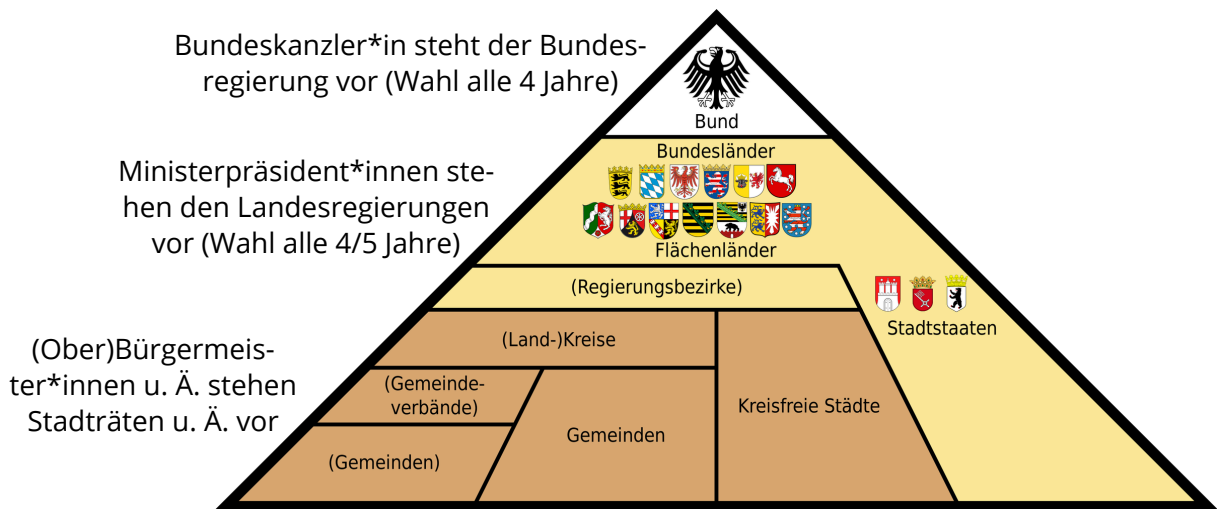 Bundeskanzler*in steht der Bundes-
regierung vor (Wahl alle 4 Jahre)
Bund
Ministerpräsident*innen ste-
hen den Landesregierungen
vor (Wahl alle 4/5 Jahre)
Bundesländer
Flächenländer
(Regierungsbezirke)
Stadtstaaten
(Ober)Bürgermeis-
ter*innen u. Ä. stehen
Stadträten u. Ä. vor
(Land-)Kreise
(Gemeinde-
verbände)
(Gemeinden)
Gemeinden
Kreisfreie Städte